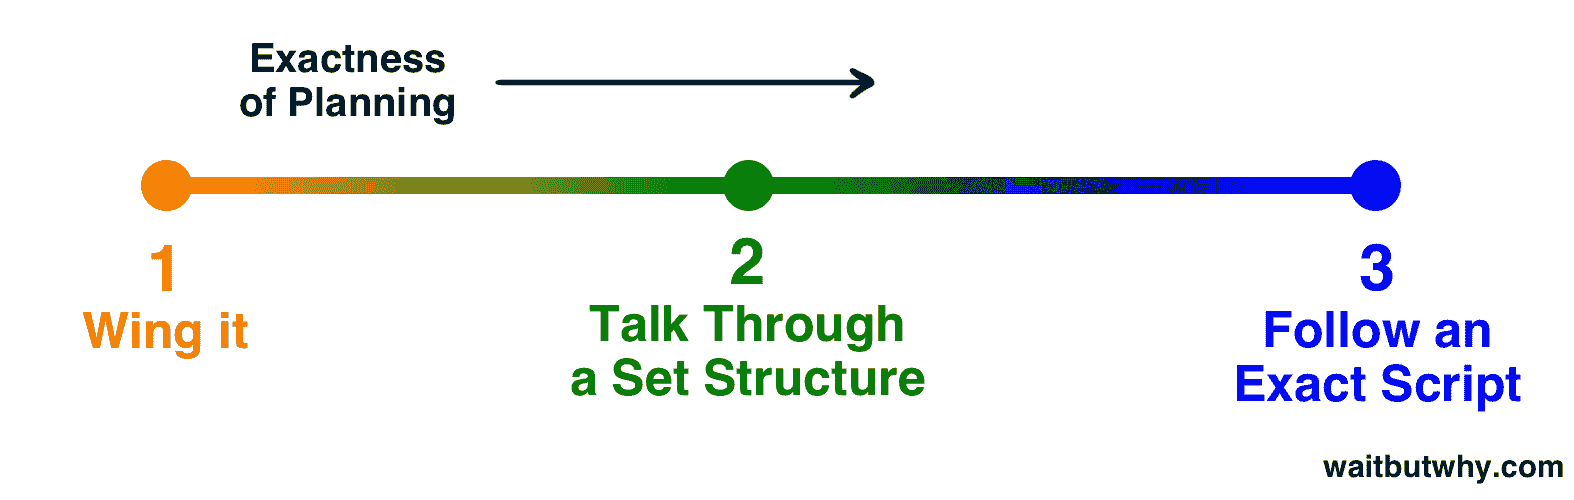 Exactness
of Planning
1
Wing it
2
Talk Through
a Set Structure
3
Follow an
Exact Script
waitbutwhy.com